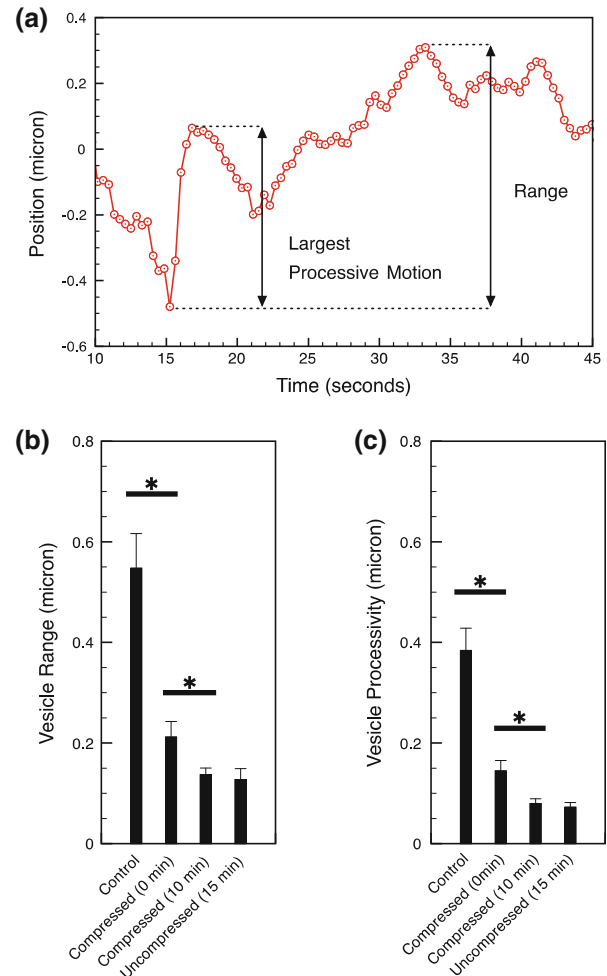 (a)
0.4
0.2
0
-0.2
-0.4
-0.6
Position (micron)
Largest
Processive Motion
Range
10
15
20
25
30
35
40
45
Time (seconds)
(b)
0.8
0.6
0.4
0.2
0
Vesicle Range (micron)
*
*
Control
Compressed (0 min)
Compressed (10 min)
Uncompressed (15 min)
(c)
0.8
0.6
0.4
0.2
0
Vesicle Processivity (micron)
*
*
Control
Compressed (0min)
Compressed (10 min)
Uncompressed (15 min)